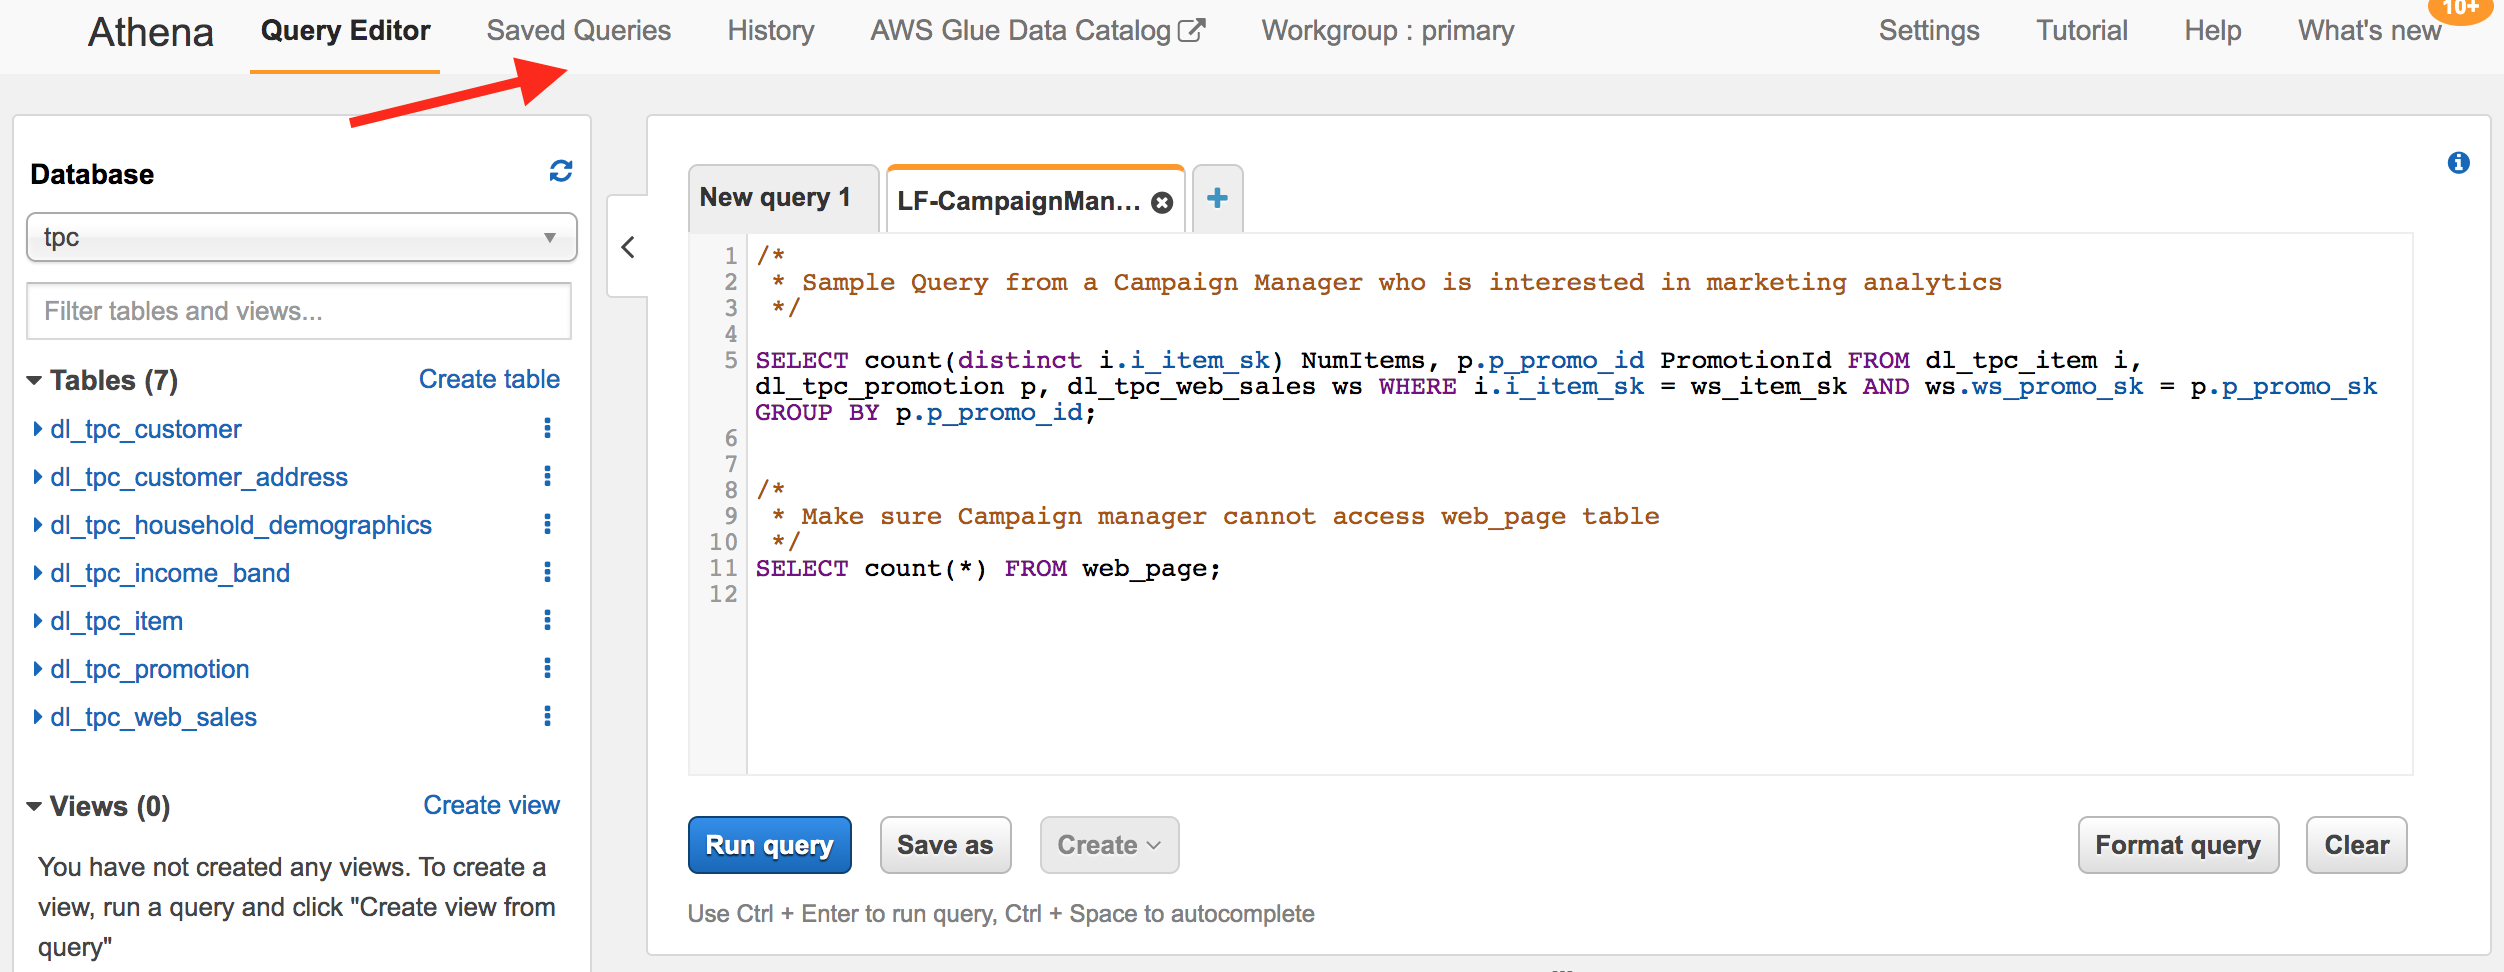 Athena Query Editor Saved Queries History AWS Glue Data Catalog Workgroup : primary Settings Tutorial Help What's new 10+
Database
tpc
Filter tables and views...
Tables (7) Create table
dl_tpc_customer
dl_tpc_customer_address
dl_tpc_household_demographics
dl_tpc_income_band
dl_tpc_item
dl_tpc_promotion
dl_tpc_web_sales
Views (0) Create view
You have not created any views. To create a
view, run a query and click "Create view from
query"
New query 1 LF-CampaignMan... +
1 /*
2 * Sample Query from a Campaign Manager who is interested in marketing analytics
3 */
4
5 SELECT count(distinct i.i_item_sk) NumItems, p.p_promo_id PromotionId FROM dl_tpc_item i,
dl_tpc_promotion p, dl_tpc_web_sales ws WHERE i.i_item_sk = ws_item_sk AND ws.ws_promo_sk = p.p_promo_sk
GROUP BY p.p_promo_id;
6
7
8 /*
9 * Make sure Campaign manager cannot access web_page table
10 */
11 SELECT count(*) FROM web_page;
12
Run query Save as Create Format query Clear
Use Ctrl + Enter to run query, Ctrl + Space to autocomplete